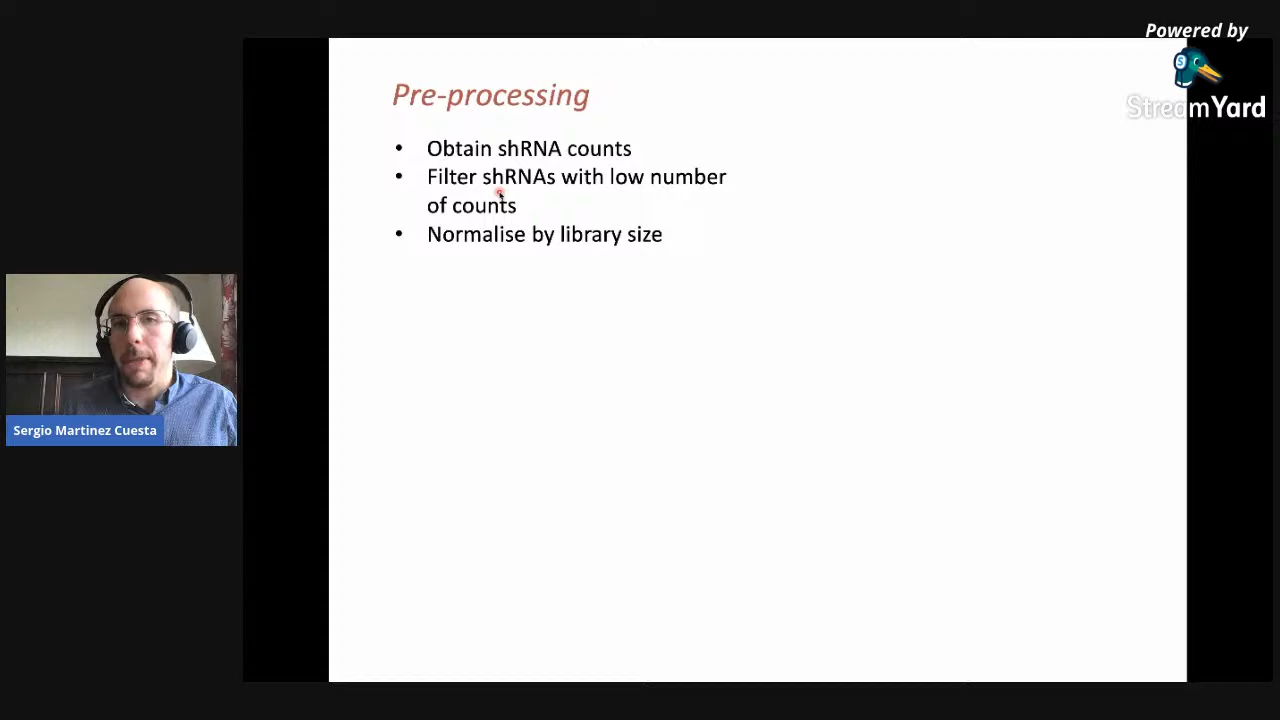 Powered by
StreamYard
Pre-processing
• Obtain shRNA counts
• Filter shRNAs with low number
of counts
• Normalise by library size
Sergio Martinez Cuesta